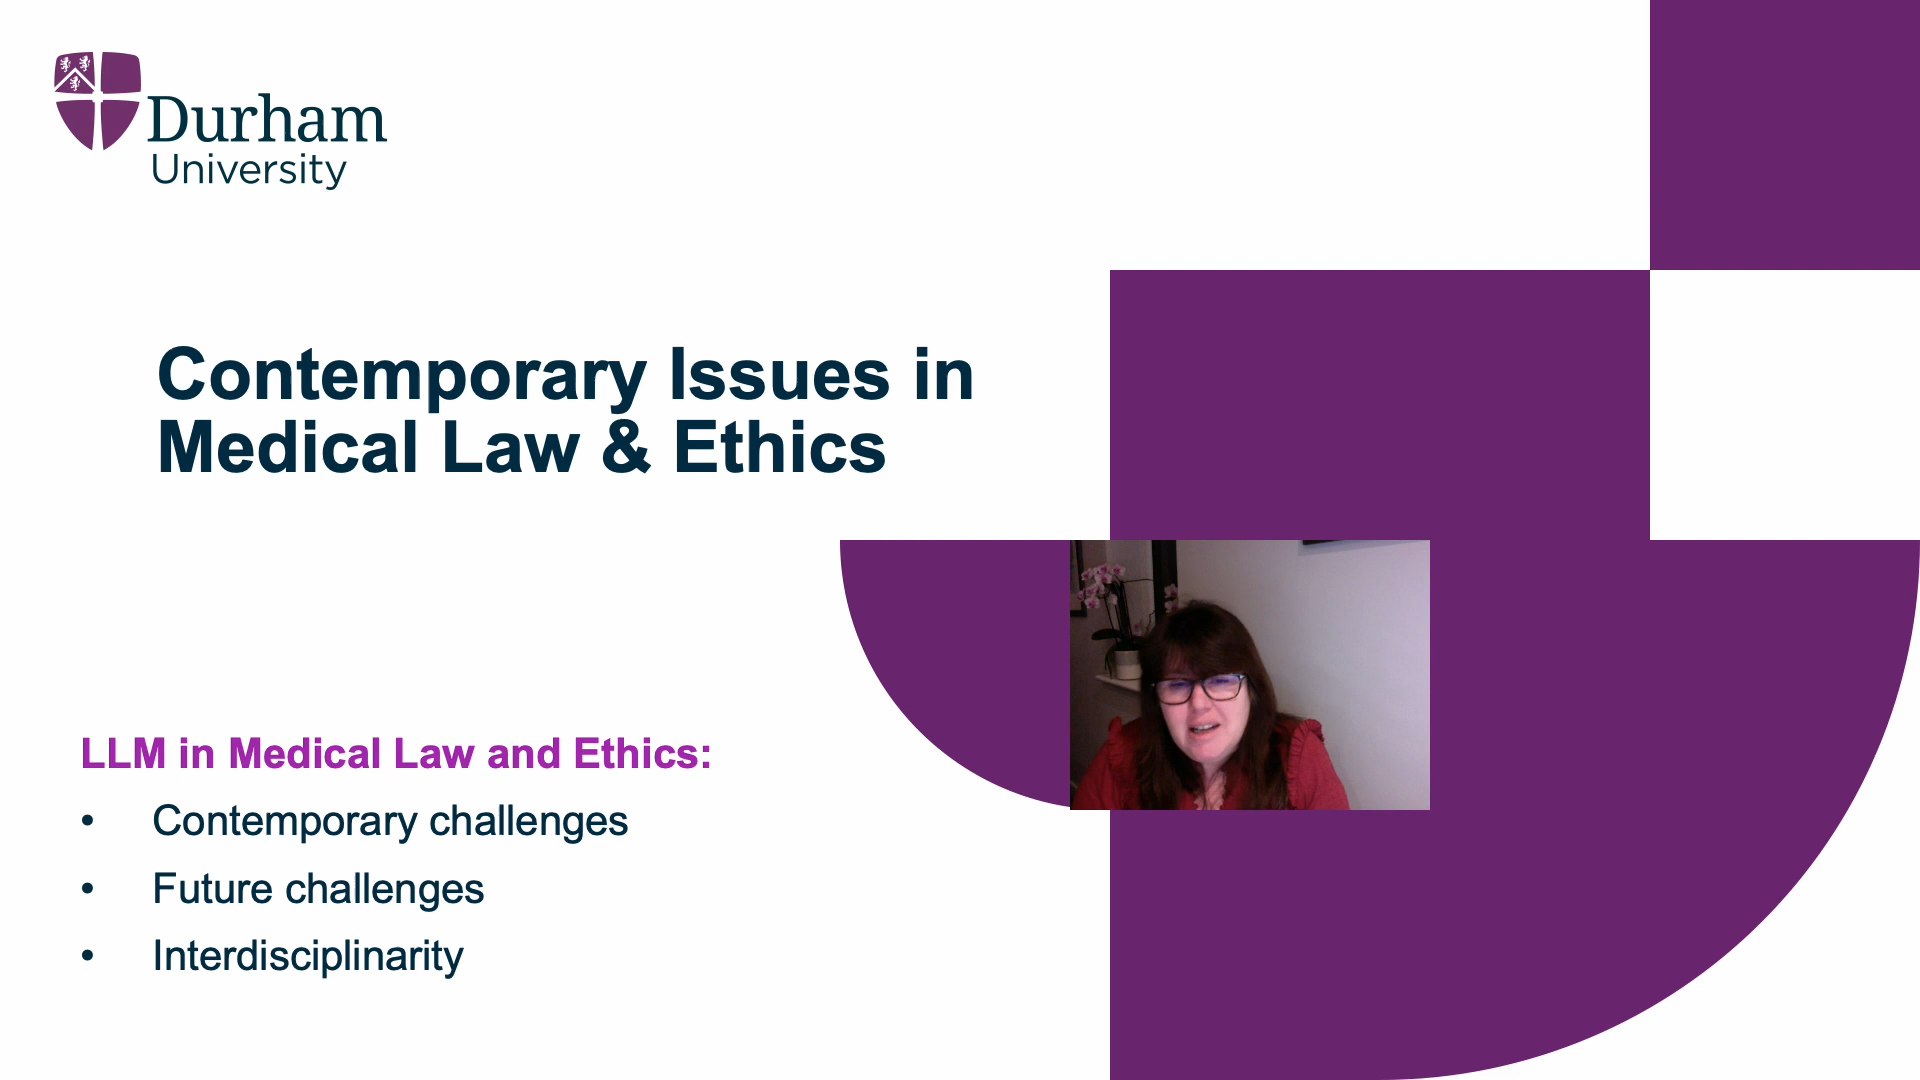 Durham
University
Contemporary Issues in
Medical Law & Ethics
LLM in Medical Law and Ethics:
• Contemporary challenges
• Future challenges
• Interdisciplinarity